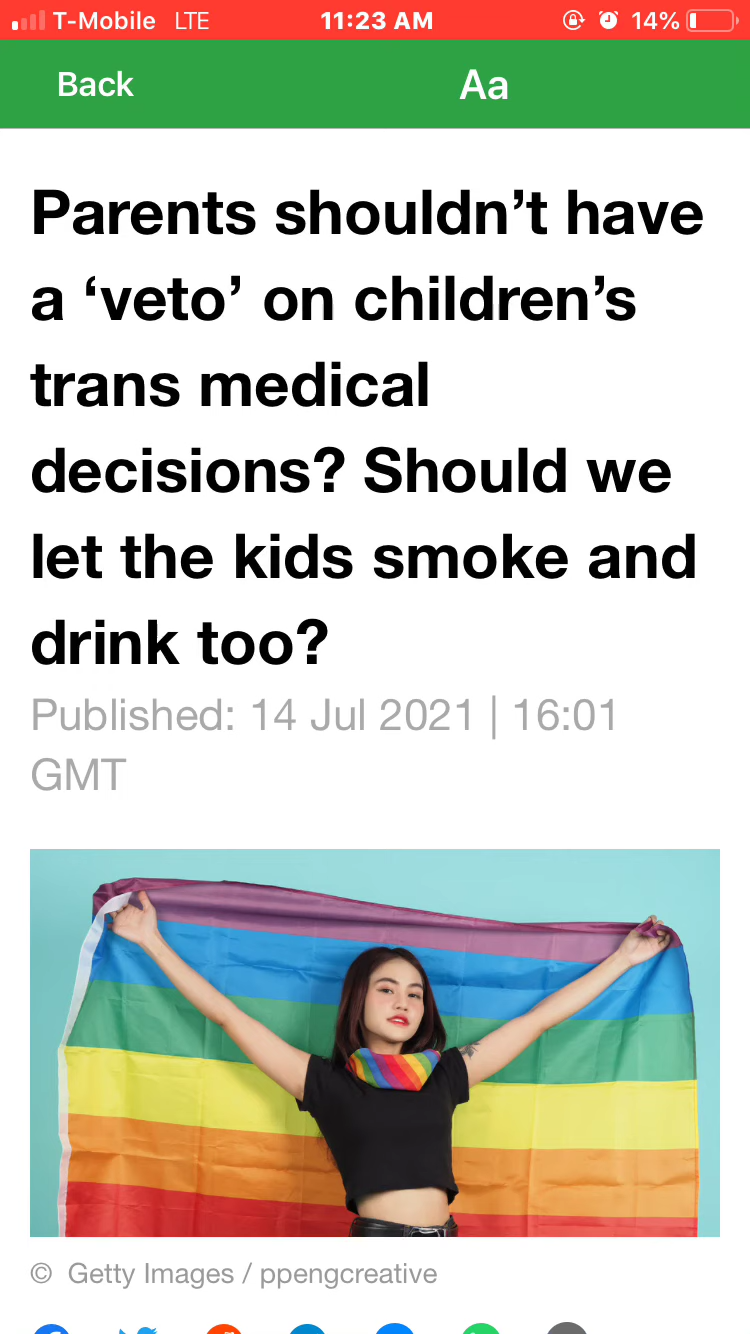 T-Mobile LTE 11:23 AM 14%
Back Aa
Parents shouldn’t have
a ‘veto’ on children’s
trans medical
decisions? Should we
let the kids smoke and
drink too?
Published: 14 Jul 2021 | 16:01
GMT
© Getty Images / ppengcreative